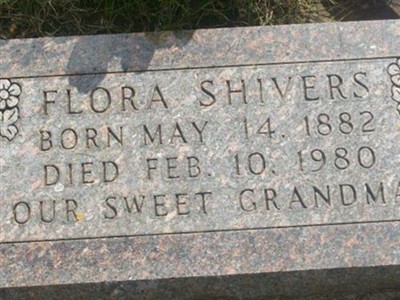 FLORA SHIVERS
BORN MAY 14. 1882
DIED FEB. 10. 1980
OUR SWEET GRANDMA